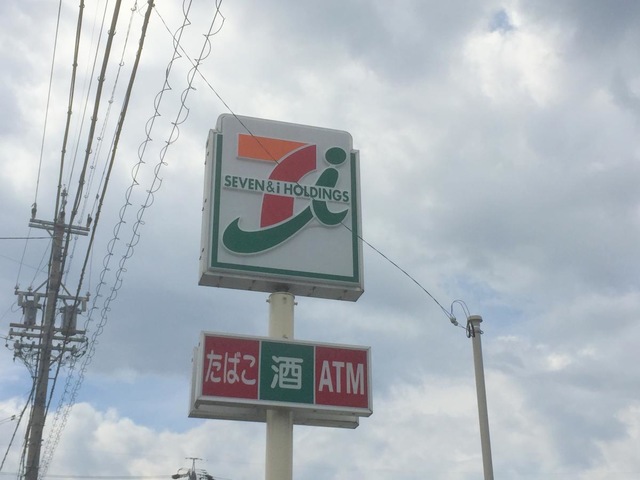 SEVEN & i HOLDINGS
たばこ 酒 ATM